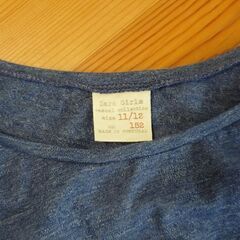 Zara Girls
casual collection
size 11/12
152
MADE IN PORTUGAL